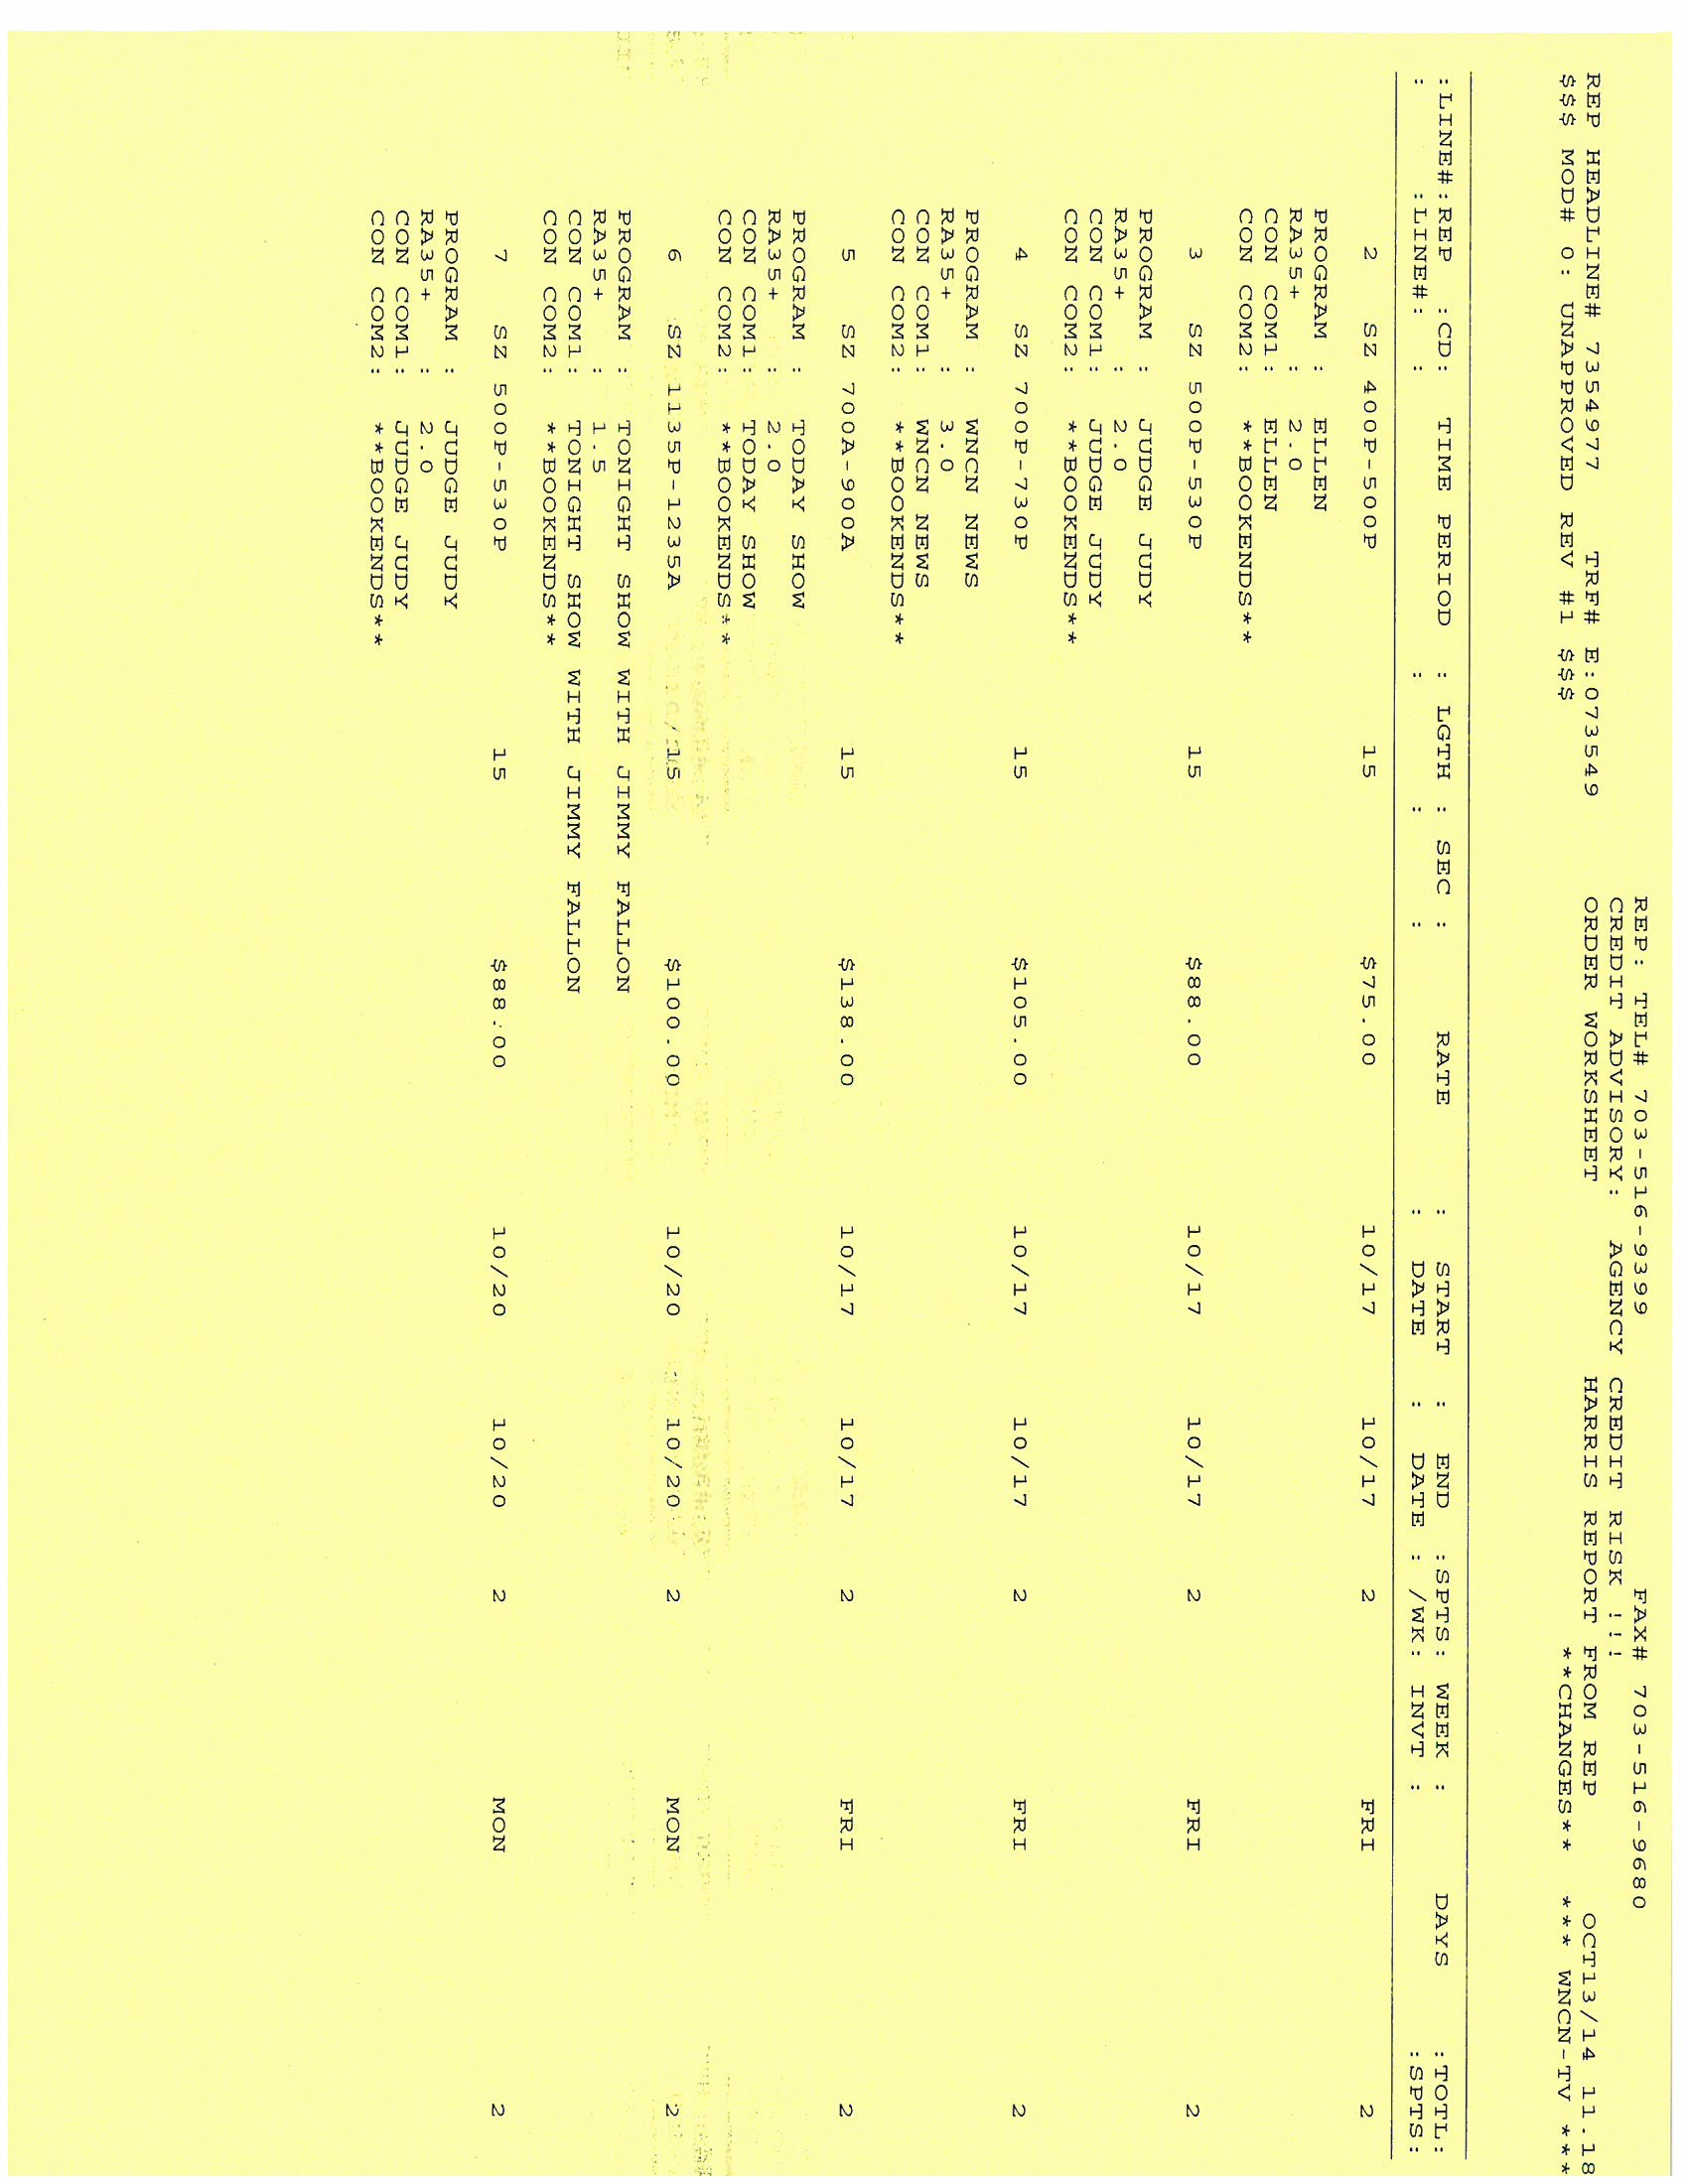 REP: TEL# 703-516-9399 FAX# 703-516-9680
CREDIT ADVISORY: AGENCY CREDIT RISK !!!
REP HEADLINE# 7354977 TRF# E:073549 ORDER WORKSHEET HARRIS REPORT FROM REP OCT13/14 11.18
$$$ MOD# 0: UNAPPROVED REV #1 $$$ **CHANGES** *** WNCN-TV ***
:LINE#:REP :CD: TIME PERIOD : LGTH : SEC : RATE : START : END :SPTS: WEEK : DAYS :TOTL:
: :LINE#: : : : : : DATE : DATE : /WK: INVT : :SPTS:
2 SZ 400P-500P 15 $75.00 10/17 10/17 2 FRI 2
PROGRAM : ELLEN
RA35+ : 2.0
CON COM1: ELLEN
CON COM2: **BOOKENDS**
3 SZ 500P-530P 15 $88.00 10/17 10/17 2 FRI 2
PROGRAM : JUDGE JUDY
RA35+ : 2.0
CON COM1: JUDGE JUDY
CON COM2: **BOOKENDS**
4 SZ 700P-730P 15 $105.00 10/17 10/17 2 FRI 2
PROGRAM : WNCN NEWS
RA35+ : 3.0
CON COM1: WNCN NEWS
CON COM2: **BOOKENDS**
5 SZ 700A-900A 15 $138.00 10/17 10/17 2 FRI 2
PROGRAM : TODAY SHOW
RA35+ : 2.0
CON COM1: TODAY SHOW
CON COM2: **BOOKENDS**
6 SZ 1135P-1235A 15 $100.00 10/20 10/20 2 MON 2
PROGRAM : TONIGHT SHOW WITH JIMMY FALLON
RA35+ : 1.5
CON COM1: TONIGHT SHOW WITH JIMMY FALLON
CON COM2: **BOOKENDS**
7 SZ 500P-530P 15 $88.00 10/20 10/20 2 MON 2
PROGRAM : JUDGE JUDY
RA35+ : 2.0
CON COM1: JUDGE JUDY
CON COM2: **BOOKENDS**